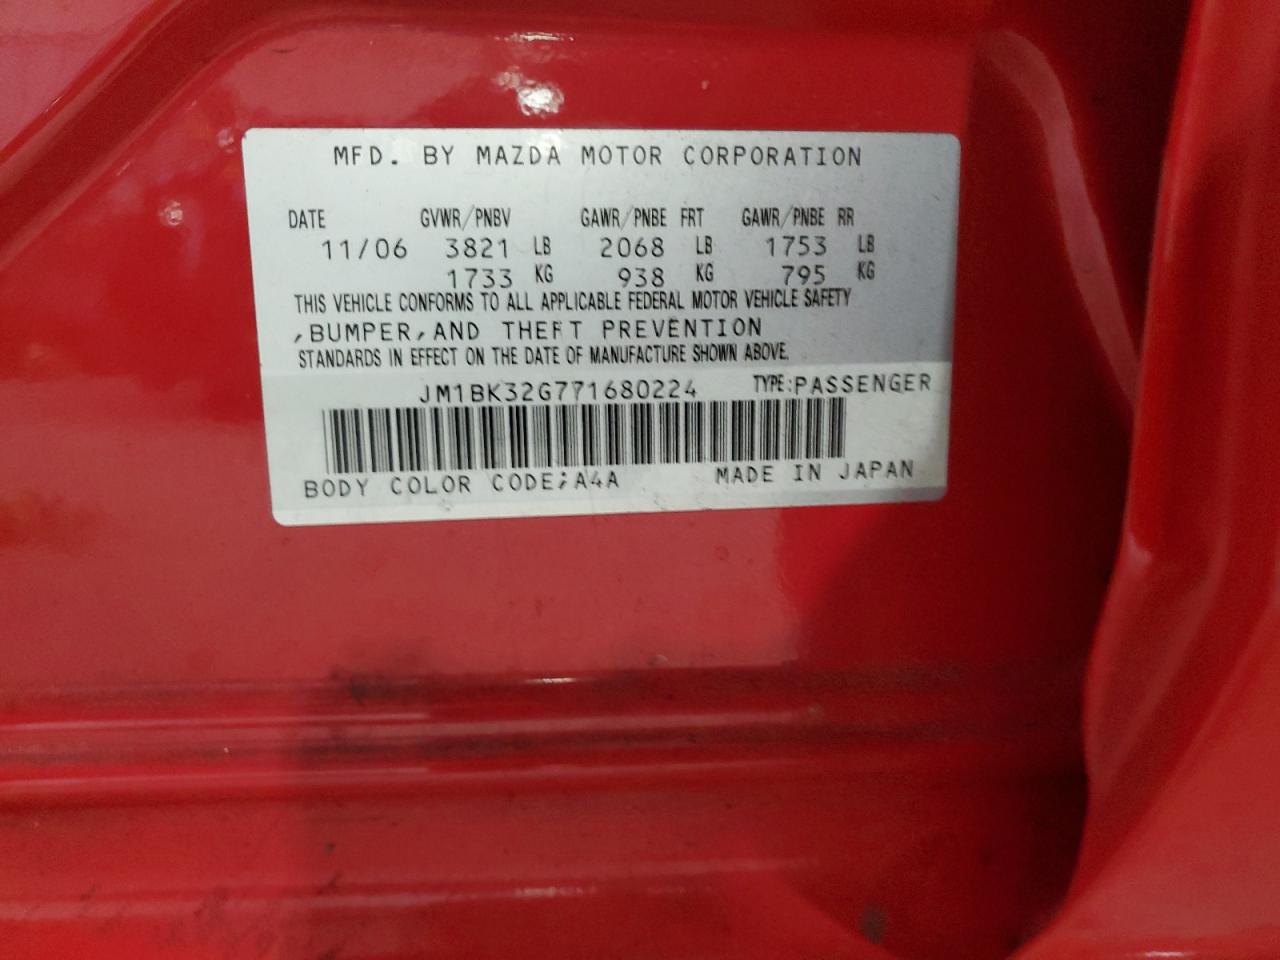 MFD. BY MAZDA MOTOR CORPORATION
DATE GVWR/PNBV GAWR/PNBE FRT GAWR/PNBE RR
11/06 3821 LB 2068 LB 1753 LB
1733 KG 938 KG 795 KG
THIS VEHICLE CONFORMS TO ALL APPLICABLE FEDERAL MOTOR VEHICLE SAFETY
,BUMPER,AND THEFT PREVENTION
STANDARDS IN EFFECT ON THE DATE OF MANUFACTURE SHOWN ABOVE.
JM1BK32G771680224 TYPE:PASSENGER
BODY COLOR CODE;A4A MADE IN JAPAN